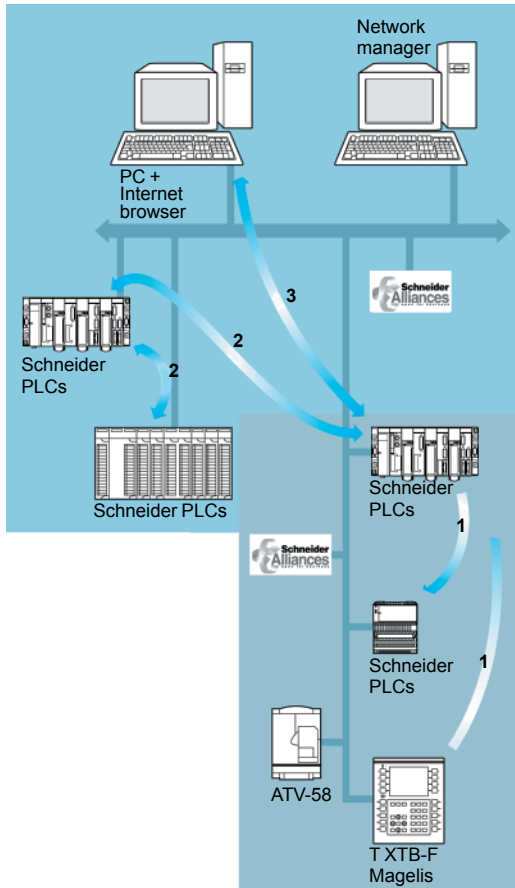 Network
manager
PC +
Internet
browser
3
Schneider
Alliances
2
2
Schneider
PLCs
Schneider PLCs
Schneider
PLCs
1
Schneider
Alliances
1
Schneider
PLCs
ATV-58
T XTB-F
Magelis